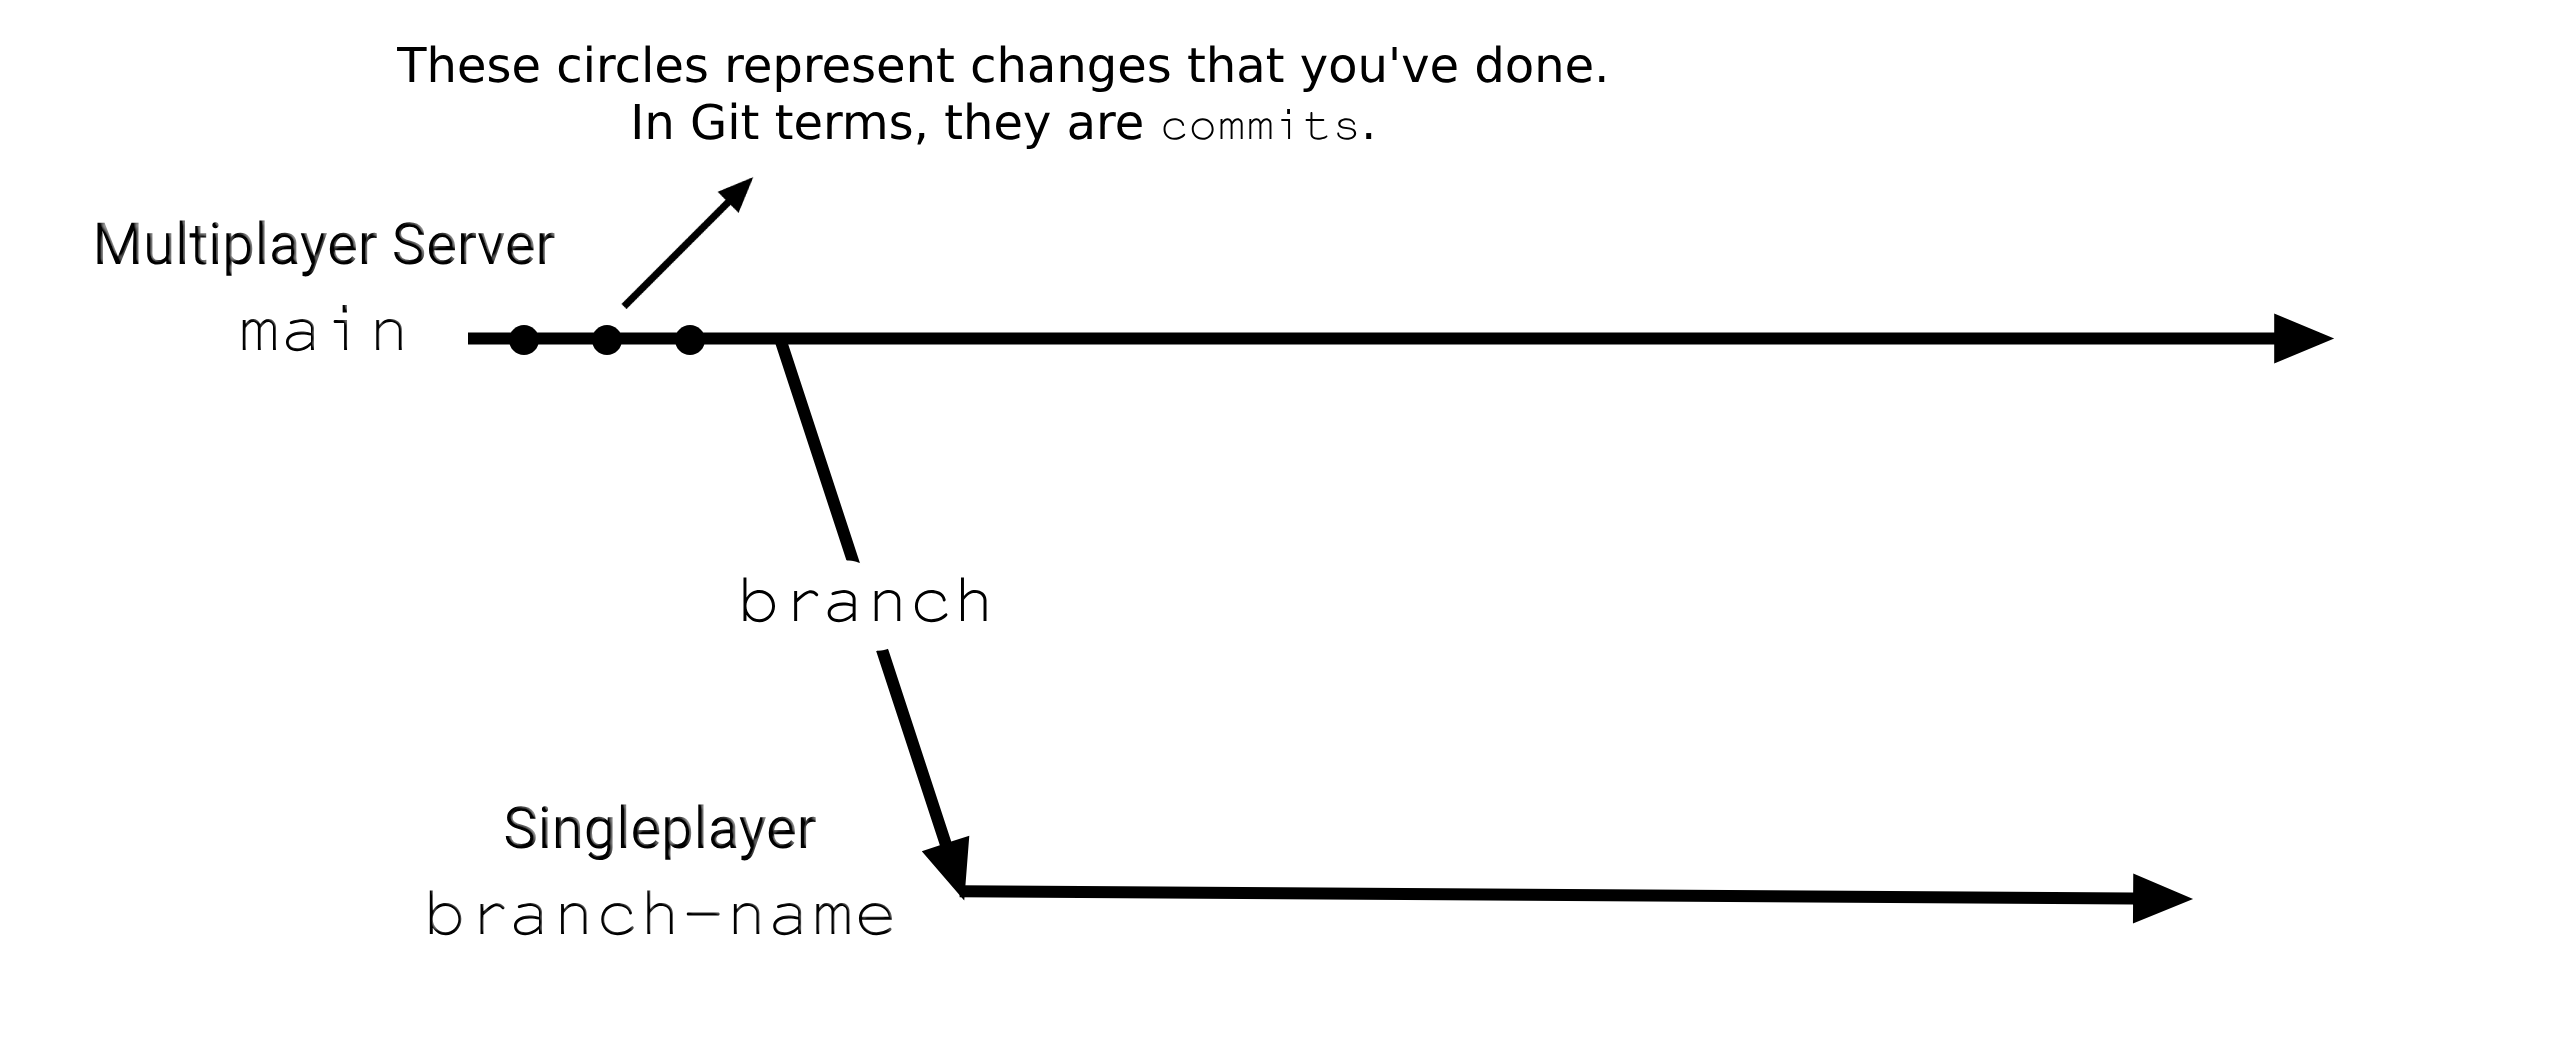 These circles represent changes that you've done.
In Git terms, they are commits.
Multiplayer Server
main
branch
Singleplayer
branch-name